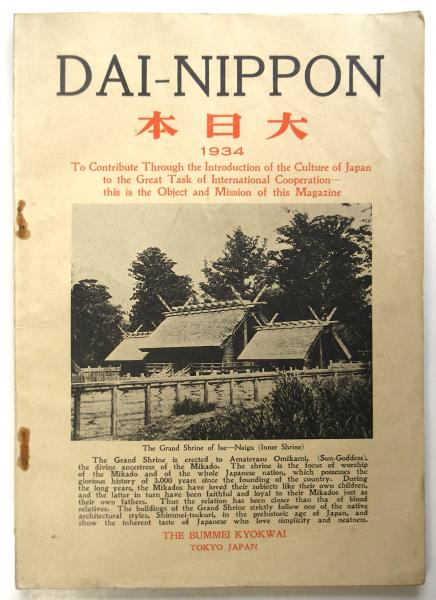 DAI-NIPPON
本日大
1934
To Contribute Through the Introduction of the Culture of Japan
to the Great Task of International Cooperation—
this is the Object and Mission of this Magazine
The Grand Shrine of Ise—Naigu (Inner Shrine)
The Grand Shrine is erected to Amaterasu Omikami, (Sun-Goddess),
the divine ancestress of the Mikado. The shrine is the focus of worship
of the Mikado and of the whole Japanese nation, which possesses the
glorious history of 3,000 years since the founding of the country. During
the long years, the Mikados have loved their subjects like their own children,
and the latter in turn have been faithful and loyal to their Mikados just as
their own fathers. Thus the relation has been closer than tha of blood
relatives. The buildings of the Grand Shrine strictly follow one of the native
architectural styles, Shimmei-tsukuri, in the prehistoric age of Japan, and
show the inherent taste of Japanese who love simplicity and neatness.
THE BUMMEI KYOKWAI
TOKYO JAPAN